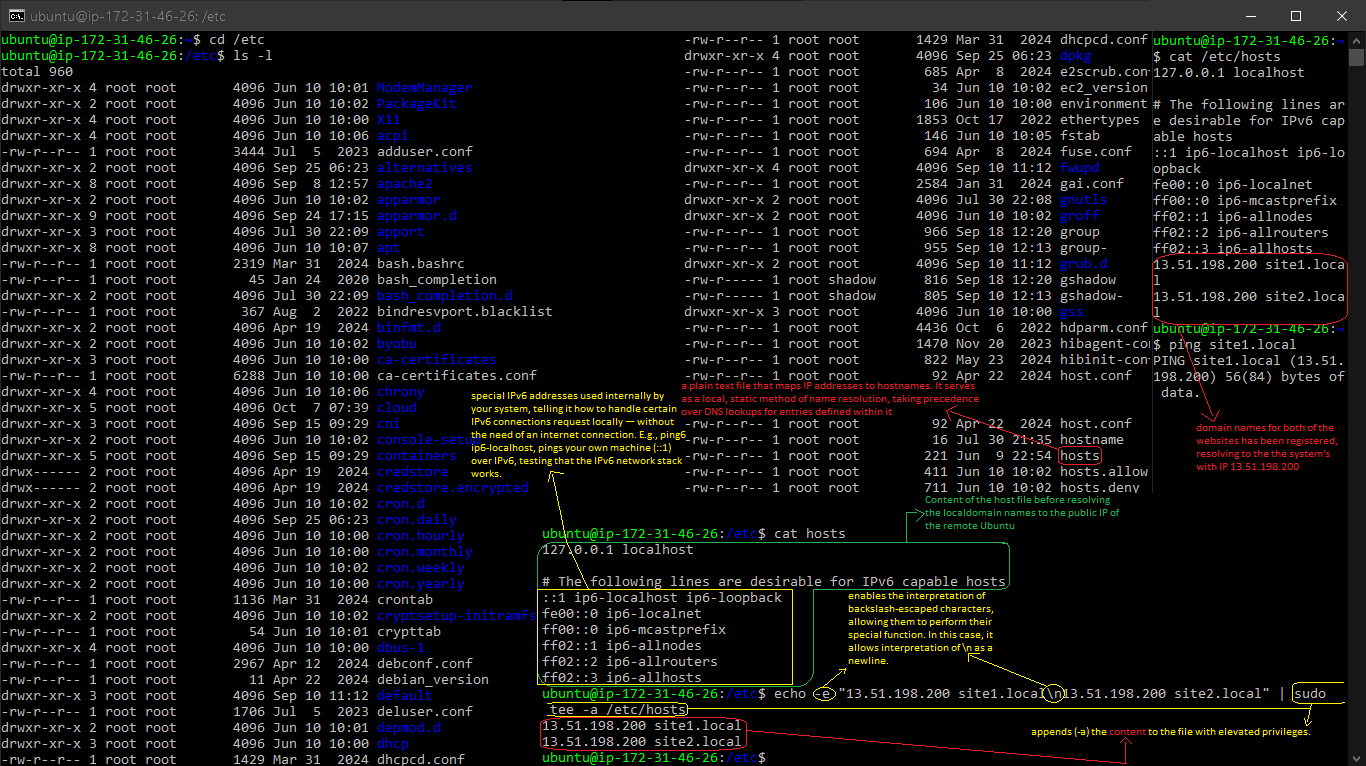 ubuntu@ip-172-31-46-26: /etc
ubuntu@ip-172-31-46-26:~$ cd /etc
ubuntu@ip-172-31-46-26:/etc$ ls -l
total 960
drwxr-xr-x 4 root root 4096 Jun 10 10:01 ModemManager
drwxr-xr-x 2 root root 4096 Jun 10 10:02 PackageKit
drwxr-xr-x 4 root root 4096 Jun 10 10:00 X11
drwxr-xr-x 4 root root 4096 Jun 10 10:06 acpi
-rw-r--r-- 1 root root 3444 Jul 5 2023 adduser.conf
drwxr-xr-x 2 root root 4096 Sep 25 06:23 alternatives
drwxr-xr-x 8 root root 4096 Sep 8 12:57 apache2
drwxr-xr-x 2 root root 4096 Jun 10 10:02 apparmor
drwxr-xr-x 9 root root 4096 Sep 24 17:15 apparmor.d
drwxr-xr-x 3 root root 4096 Jul 30 22:09 apport
drwxr-xr-x 8 root root 4096 Jun 10 10:07 apt
-rw-r--r-- 1 root root 2319 Mar 31 2024 bash.bashrc
-rw-r--r-- 1 root root 45 Jan 24 2020 bash_completion
drwxr-xr-x 2 root root 4096 Jul 30 22:09 bash_completion.d
-rw-r--r-- 1 root root 367 Aug 2 2022 bindresvport.blacklist
drwxr-xr-x 2 root root 4096 Apr 19 2024 binfmt.d
drwxr-xr-x 2 root root 4096 Jun 10 10:02 byobu
drwxr-xr-x 3 root root 4096 Jun 10 10:00 ca-certificates
-rw-r--r-- 1 root root 6288 Jun 10 10:00 ca-certificates.conf
drwxr-xr-x 4 root root 4096 Jun 10 10:06 chrony
drwxr-xr-x 5 root root 4096 Oct 7 07:39 cloud
drwxr-xr-x 3 root root 4096 Sep 15 09:29 cni
drwxr-xr-x 2 root root 4096 Jun 10 10:02 console-setup
drwxr-xr-x 5 root root 4096 Sep 15 09:29 containers
drwx------ 2 root root 4096 Apr 19 2024 credstore
drwx------ 2 root root 4096 Apr 19 2024 credstore.encrypted
drwxr-xr-x 2 root root 4096 Jun 10 10:02 cron.d
drwxr-xr-x 2 root root 4096 Sep 25 06:23 cron.daily
drwxr-xr-x 2 root root 4096 Jun 10 10:00 cron.hourly
drwxr-xr-x 2 root root 4096 Jun 10 10:00 cron.monthly
drwxr-xr-x 2 root root 4096 Jun 10 10:02 cron.weekly
drwxr-xr-x 2 root root 4096 Jun 10 10:00 cron.yearly
-rw-r--r-- 1 root root 1136 Mar 31 2024 crontab
drwxr-xr-x 2 root root 4096 Jun 10 10:02 cryptsetup-initramfs
-rw-r--r-- 1 root root 54 Jun 10 10:01 crypttab
drwxr-xr-x 4 root root 4096 Jun 10 10:00 dbus-1
-rw-r--r-- 1 root root 2967 Apr 12 2024 debconf.conf
-rw-r--r-- 1 root root 11 Apr 22 2024 debian_version
drwxr-xr-x 3 root root 4096 Sep 10 11:12 default
-rw-r--r-- 1 root root 1706 Jul 5 2023 deluser.conf
drwxr-xr-x 2 root root 4096 Jun 10 10:01 depmod.d
drwxr-xr-x 3 root root 4096 Jun 10 10:00 dhcp
-rw-r--r-- 1 root root 1429 Mar 31 2024 dhcpcd.conf
-rw-r--r-- 1 root root 1429 Mar 31 2024 dhcpcd.conf
drwxr-xr-x 4 root root 4096 Sep 25 06:23 dpkg
-rw-r--r-- 1 root root 685 Apr 8 2024 e2scrub.con
-rw-r--r-- 1 root root 34 Jun 10 10:02 ec2_version
-rw-r--r-- 1 root root 106 Jun 10 10:00 environment
-rw-r--r-- 1 root root 1853 Oct 17 2022 ethertypes
-rw-r--r-- 1 root root 146 Jun 10 10:05 fstab
-rw-r--r-- 1 root root 694 Apr 8 2024 fuse.conf
drwxr-xr-x 4 root root 4096 Sep 10 11:12 fwupd
-rw-r--r-- 1 root root 2584 Jan 31 2024 gai.conf
drwxr-xr-x 2 root root 4096 Jul 30 22:08 gnutls
drwxr-xr-x 2 root root 4096 Jun 10 10:02 groff
-rw-r--r-- 1 root root 966 Sep 18 12:20 group
-rw-r--r-- 1 root root 955 Sep 10 12:13 group-
drwxr-xr-x 2 root root 4096 Sep 10 11:12 grub.d
-rw-r----- 1 root shadow 816 Sep 18 12:20 gshadow
-rw-r----- 1 root shadow 805 Sep 10 12:13 gshadow-
drwxr-xr-x 3 root root 4096 Jun 10 10:00 gss
-rw-r--r-- 1 root root 4436 Oct 6 2022 hdparm.conf
-rw-r--r-- 1 root root 1470 Nov 20 2023 hibagent-co
-rw-r--r-- 1 root root 822 May 23 2024 hibinit-con
-rw-r--r-- 1 root root 92 Apr 22 2024 host.conf
a plain text file that maps IP addresses to hostnames. It serves
as a local, static method of name resolution, taking precedence
over DNS lookups for entries defined within it
-rw-r--r-- 1 root root 92 Apr 22 2024 host.conf
-rw-r--r-- 1 root root 16 Jul 30 21:35 hostname
-rw-r--r-- 1 root root 221 Jun 9 22:54 hosts
-rw-r--r-- 1 root root 411 Jun 10 10:02 hosts.allow
-rw-r--r-- 1 root root 711 Jun 10 10:02 hosts.deny
special IPv6 addresses used internally by
your system, telling it how to handle certain
IPv6 connections request locally — without
the need of an internet connection. E.g., ping6
ip6-localhost, pings your own machine (::1)
over IPv6, testing that the IPv6 network stack
works.
Content of the host file before resolving
the localdomain names to the public IP of
the remote Ubuntu
ubuntu@ip-172-31-46-26:/etc$ cat hosts
127.0.0.1 localhost
# The following lines are desirable for IPv6 capable hosts
::1 ip6-localhost ip6-loopback
fe00::0 ip6-localnet
ff00::0 ip6-mcastprefix
ff02::1 ip6-allnodes
ff02::2 ip6-allrouters
ff02::3 ip6-allhosts
enables the interpretation of
backslash-escaped characters,
allowing them to perform their
special function. In this case, it
allows interpretation of \n as a
newline.
ubuntu@ip-172-31-46-26:/etc$ echo -e "13.51.198.200 site1.local\n13.51.198.200 site2.local" | sudo
tee -a /etc/hosts
13.51.198.200 site1.local
13.51.198.200 site2.local
ubuntu@ip-172-31-46-26:/etc$
appends (-a) the content to the file with elevated privileges.
ubuntu@ip-172-31-46-26:~
$ cat /etc/hosts
127.0.0.1 localhost
# The following lines ar
e desirable for IPv6 cap
able hosts
::1 ip6-localhost ip6-lo
opback
fe00::0 ip6-localnet
ff00::0 ip6-mcastprefix
ff02::1 ip6-allnodes
ff02::2 ip6-allrouters
ff02::3 ip6-allhosts
13.51.198.200 site1.loca
l
13.51.198.200 site2.loca
l
ubuntu@ip-172-31-46-26:~
$ ping site1.local
PING site1.local (13.51.
198.200) 56(84) bytes of
data.
domain names for both of the
websites has been registered,
resolving to the the system's
with IP 13.51.198.200